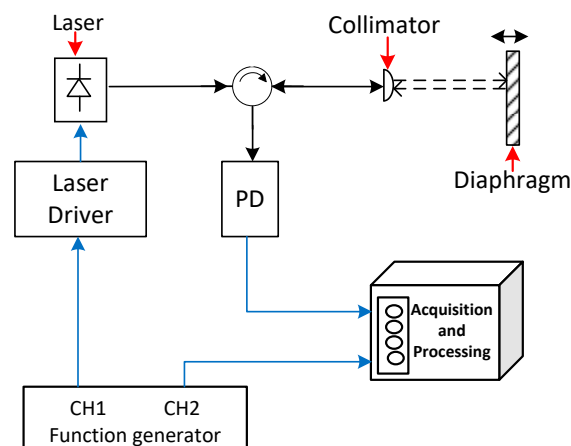 Laser
Collimator
Laser
Driver
PD
Diaphragm
Acquisition
and
Processing
CH1 CH2
Function generator